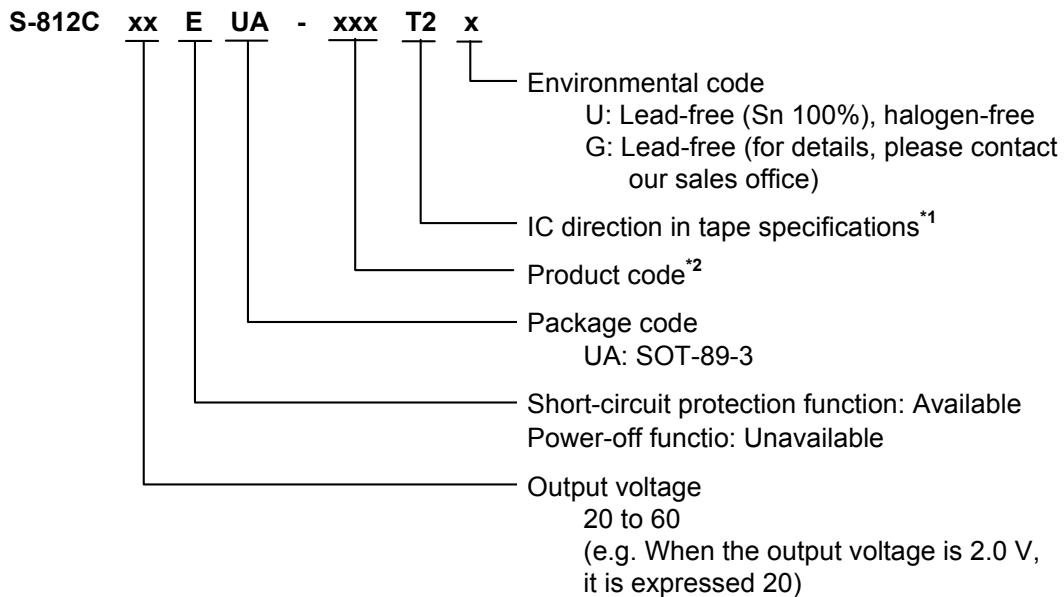 S-812C xx E UA - xxx T2 x
Environmental code
U: Lead-free (Sn 100%), halogen-free
G: Lead-free (for details, please contact
our sales office)
IC direction in tape specifications*1
Product code*2
Package code
UA: SOT-89-3
Short-circuit protection function: Available
Power-off functio: Unavailable
Output voltage
20 to 60
(e.g. When the output voltage is 2.0 V,
it is expressed 20)